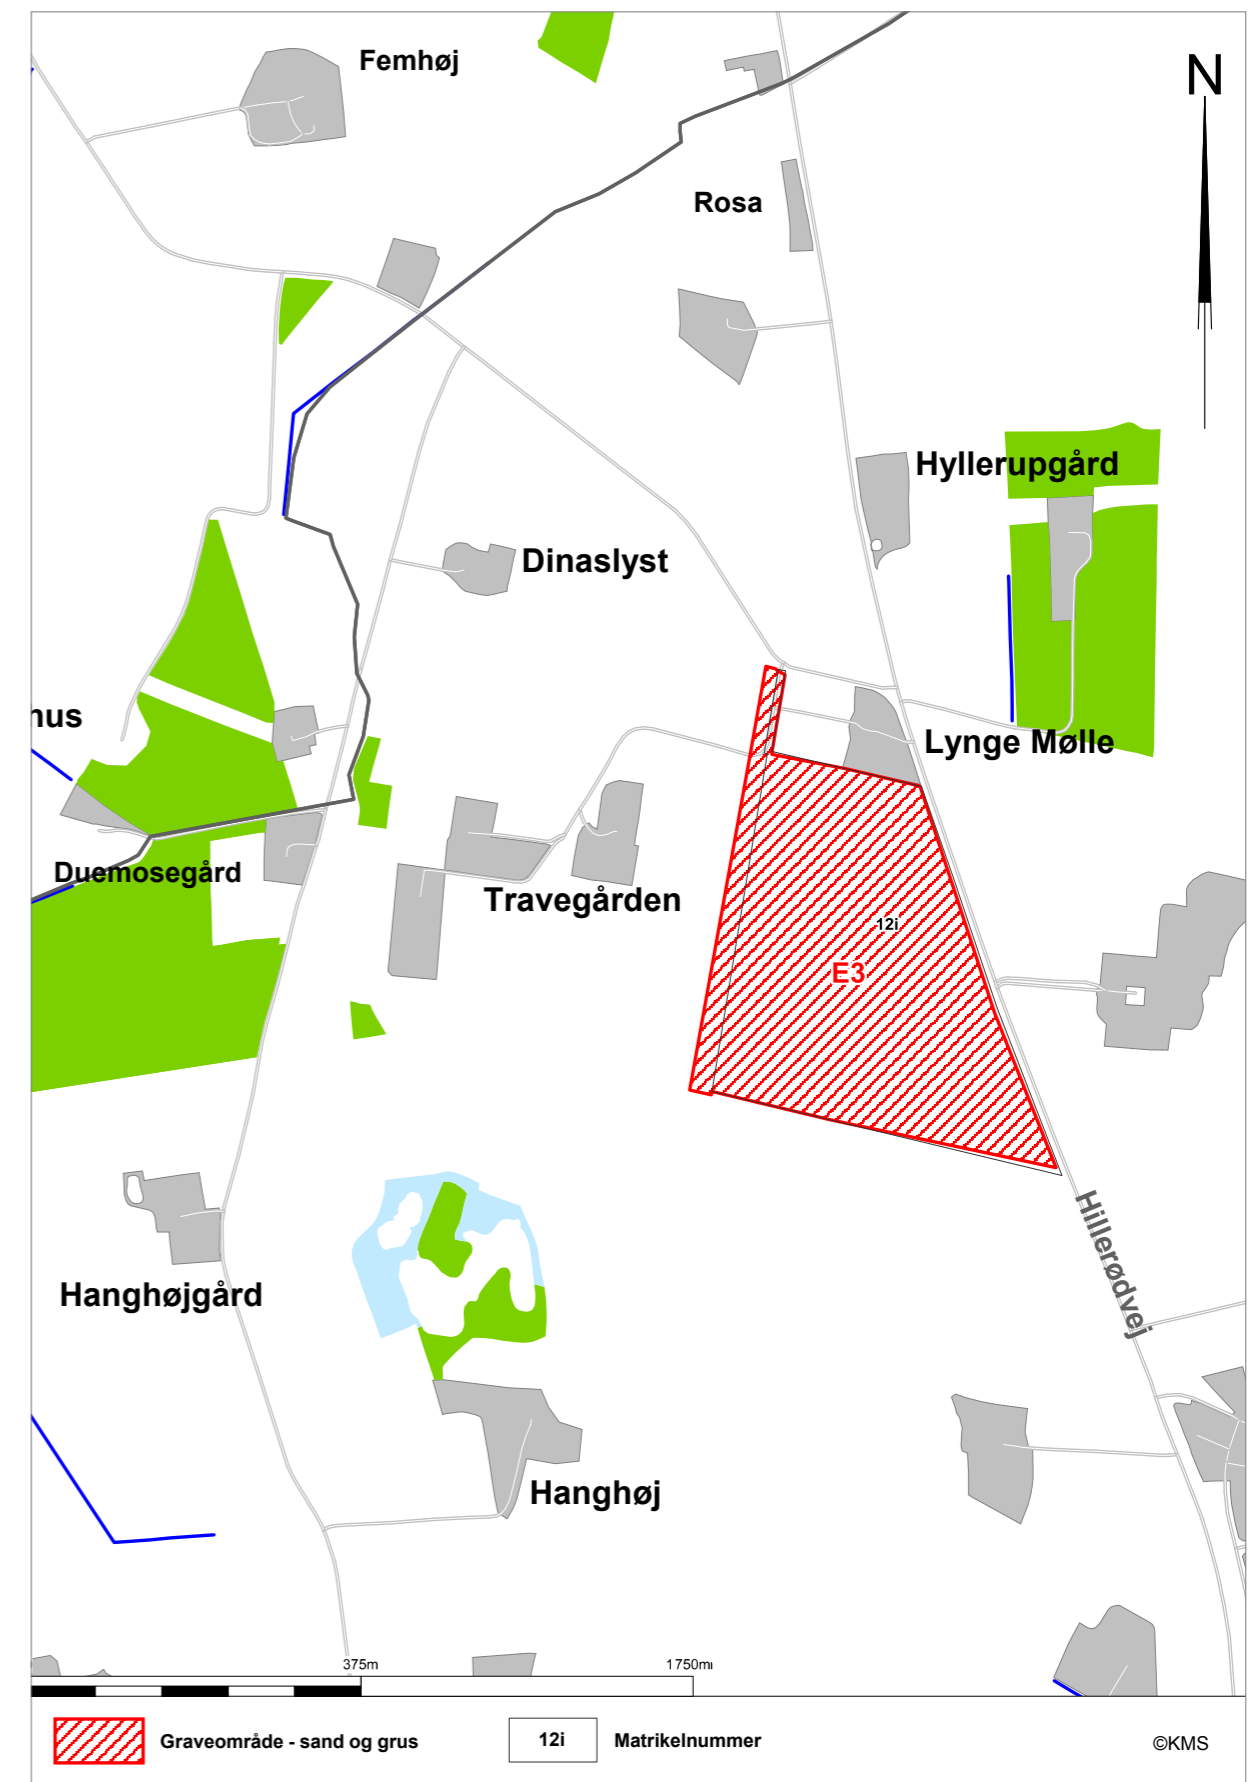 Femhøj
N
Rosa
Hyllerupgård
Dinaslyst
nus
Lynge Mølle
Duemosegård
Travegården
12i
E3
Hillerødvej
Hanghøjgård
Hanghøj
375m
1750m
Graveområde - sand og grus
12i
Matrikelnummer
©KMS